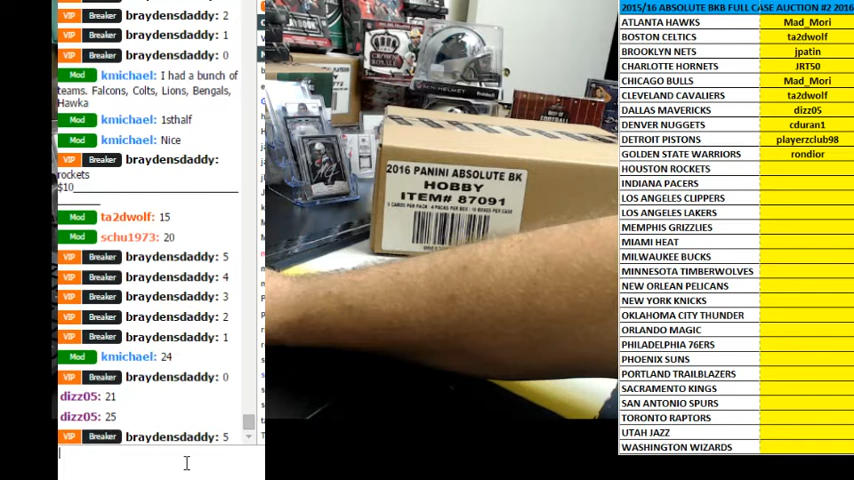 VIP Breaker braydensdaddy: 2
VIP Breaker braydensdaddy: 1
VIP Breaker braydensdaddy: 0
Mod kmichael: I had a bunch of
teams. Falcons, Colts, Lions, Bengals,
Hawka
Mod kmichael: 1sthalf
Mod kmichael: Nice
VIP Breaker braydensdaddy:
rockets
$10
Mod ta2dwolf: 15
Mod schu1973: 20
VIP Breaker braydensdaddy: 5
VIP Breaker braydensdaddy: 4
VIP Breaker braydensdaddy: 3
VIP Breaker braydensdaddy: 2
VIP Breaker braydensdaddy: 1
Mod kmichael: 24
VIP Breaker braydensdaddy: 0
dizz05: 21
dizz05: 25
VIP Breaker braydensdaddy: 5
2016 PANINI ABSOLUTE BK
HOBBY
ITEM# 87091
2015/16 ABSOLUTE BKB FULL CASE AUCTION #2 2016
ATLANTA HAWKS Mad_Mori
BOSTON CELTICS ta2dwolf
BROOKLYN NETS jpatin
CHARLOTTE HORNETS JRT50
CHICAGO BULLS Mad_Mori
CLEVELAND CAVALIERS ta2dwolf
DALLAS MAVERICKS dizz05
DENVER NUGGETS cduran1
DETROIT PISTONS playerzclub98
GOLDEN STATE WARRIORS rondior
HOUSTON ROCKETS
INDIANA PACERS
LOS ANGELES CLIPPERS
LOS ANGELES LAKERS
MEMPHIS GRIZZLIES
MIAMI HEAT
MILWAUKEE BUCKS
MINNESOTA TIMBERWOLVES
NEW ORLEAN PELICANS
NEW YORK KNICKS
OKLAHOMA CITY THUNDER
ORLANDO MAGIC
PHILADELPHIA 76ERS
PHOENIX SUNS
PORTLAND TRAILBLAZERS
SACRAMENTO KINGS
SAN ANTONIO SPURS
TORONTO RAPTORS
UTAH JAZZ
WASHINGTON WIZARDS